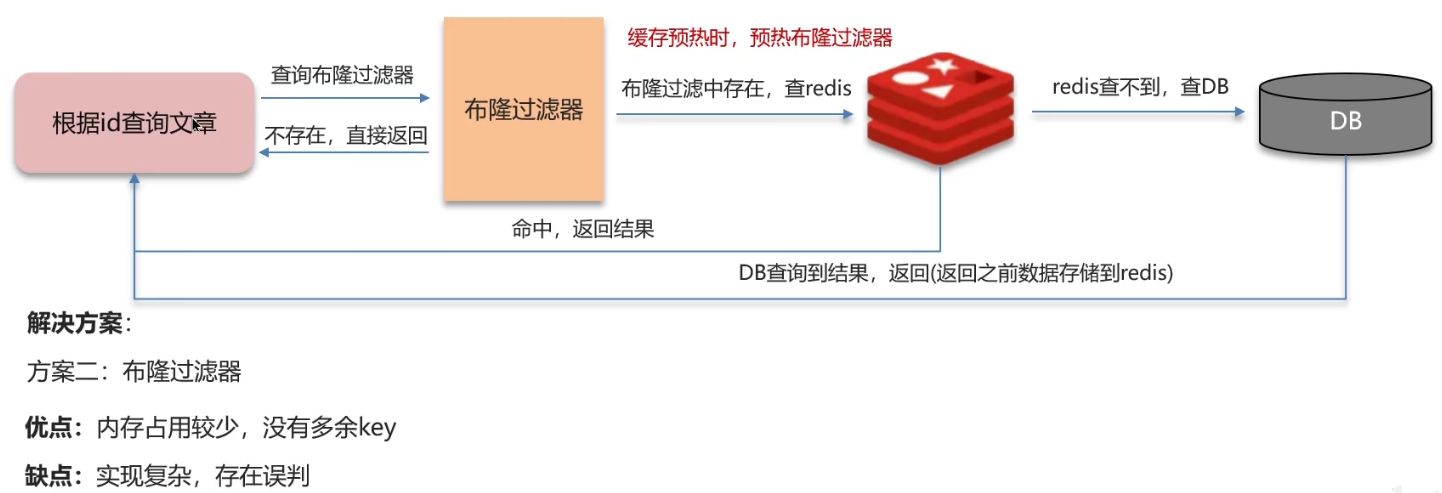 缓存预热时，预热布隆过滤器
查询布隆过滤器
布隆过滤中存在，查redis
redis查不到，查DB
根据id查询文章
布隆过滤器
DB
不存在，直接返回
命中，返回结果
DB查询到结果，返回(返回之前数据存储到redis)
解决方案：
方案二：布隆过滤器
优点：内存占用较少，没有多余key
缺点：实现复杂，存在误判